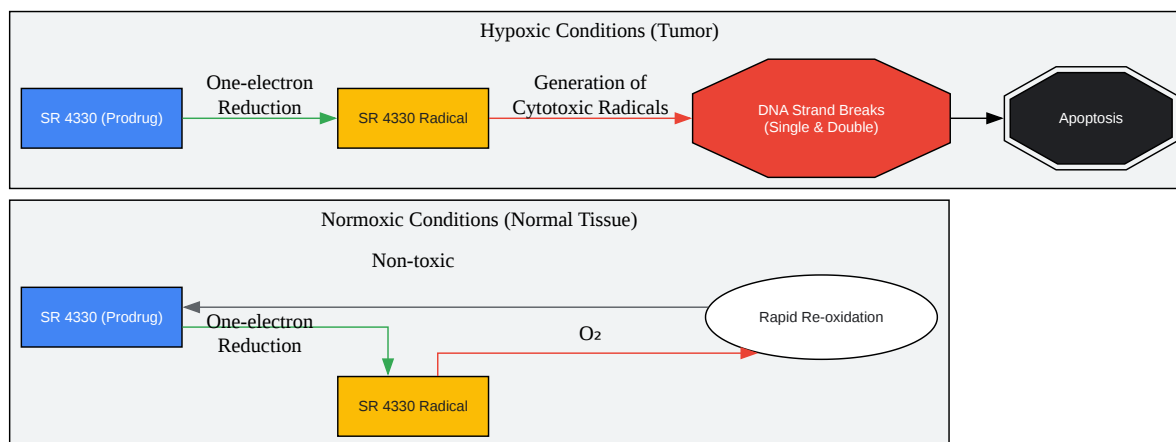 Hypoxic Conditions (Tumor)
SR 4330 (Prodrug)
One-electron
Reduction
SR 4330 Radical
Generation of
Cytotoxic Radicals
DNA Strand Breaks
(Single & Double)
Apoptosis
Normoxic Conditions (Normal Tissue)
Non-toxic
SR 4330 (Prodrug)
One-electron
Reduction
SR 4330 Radical
O₂
Rapid Re-oxidation